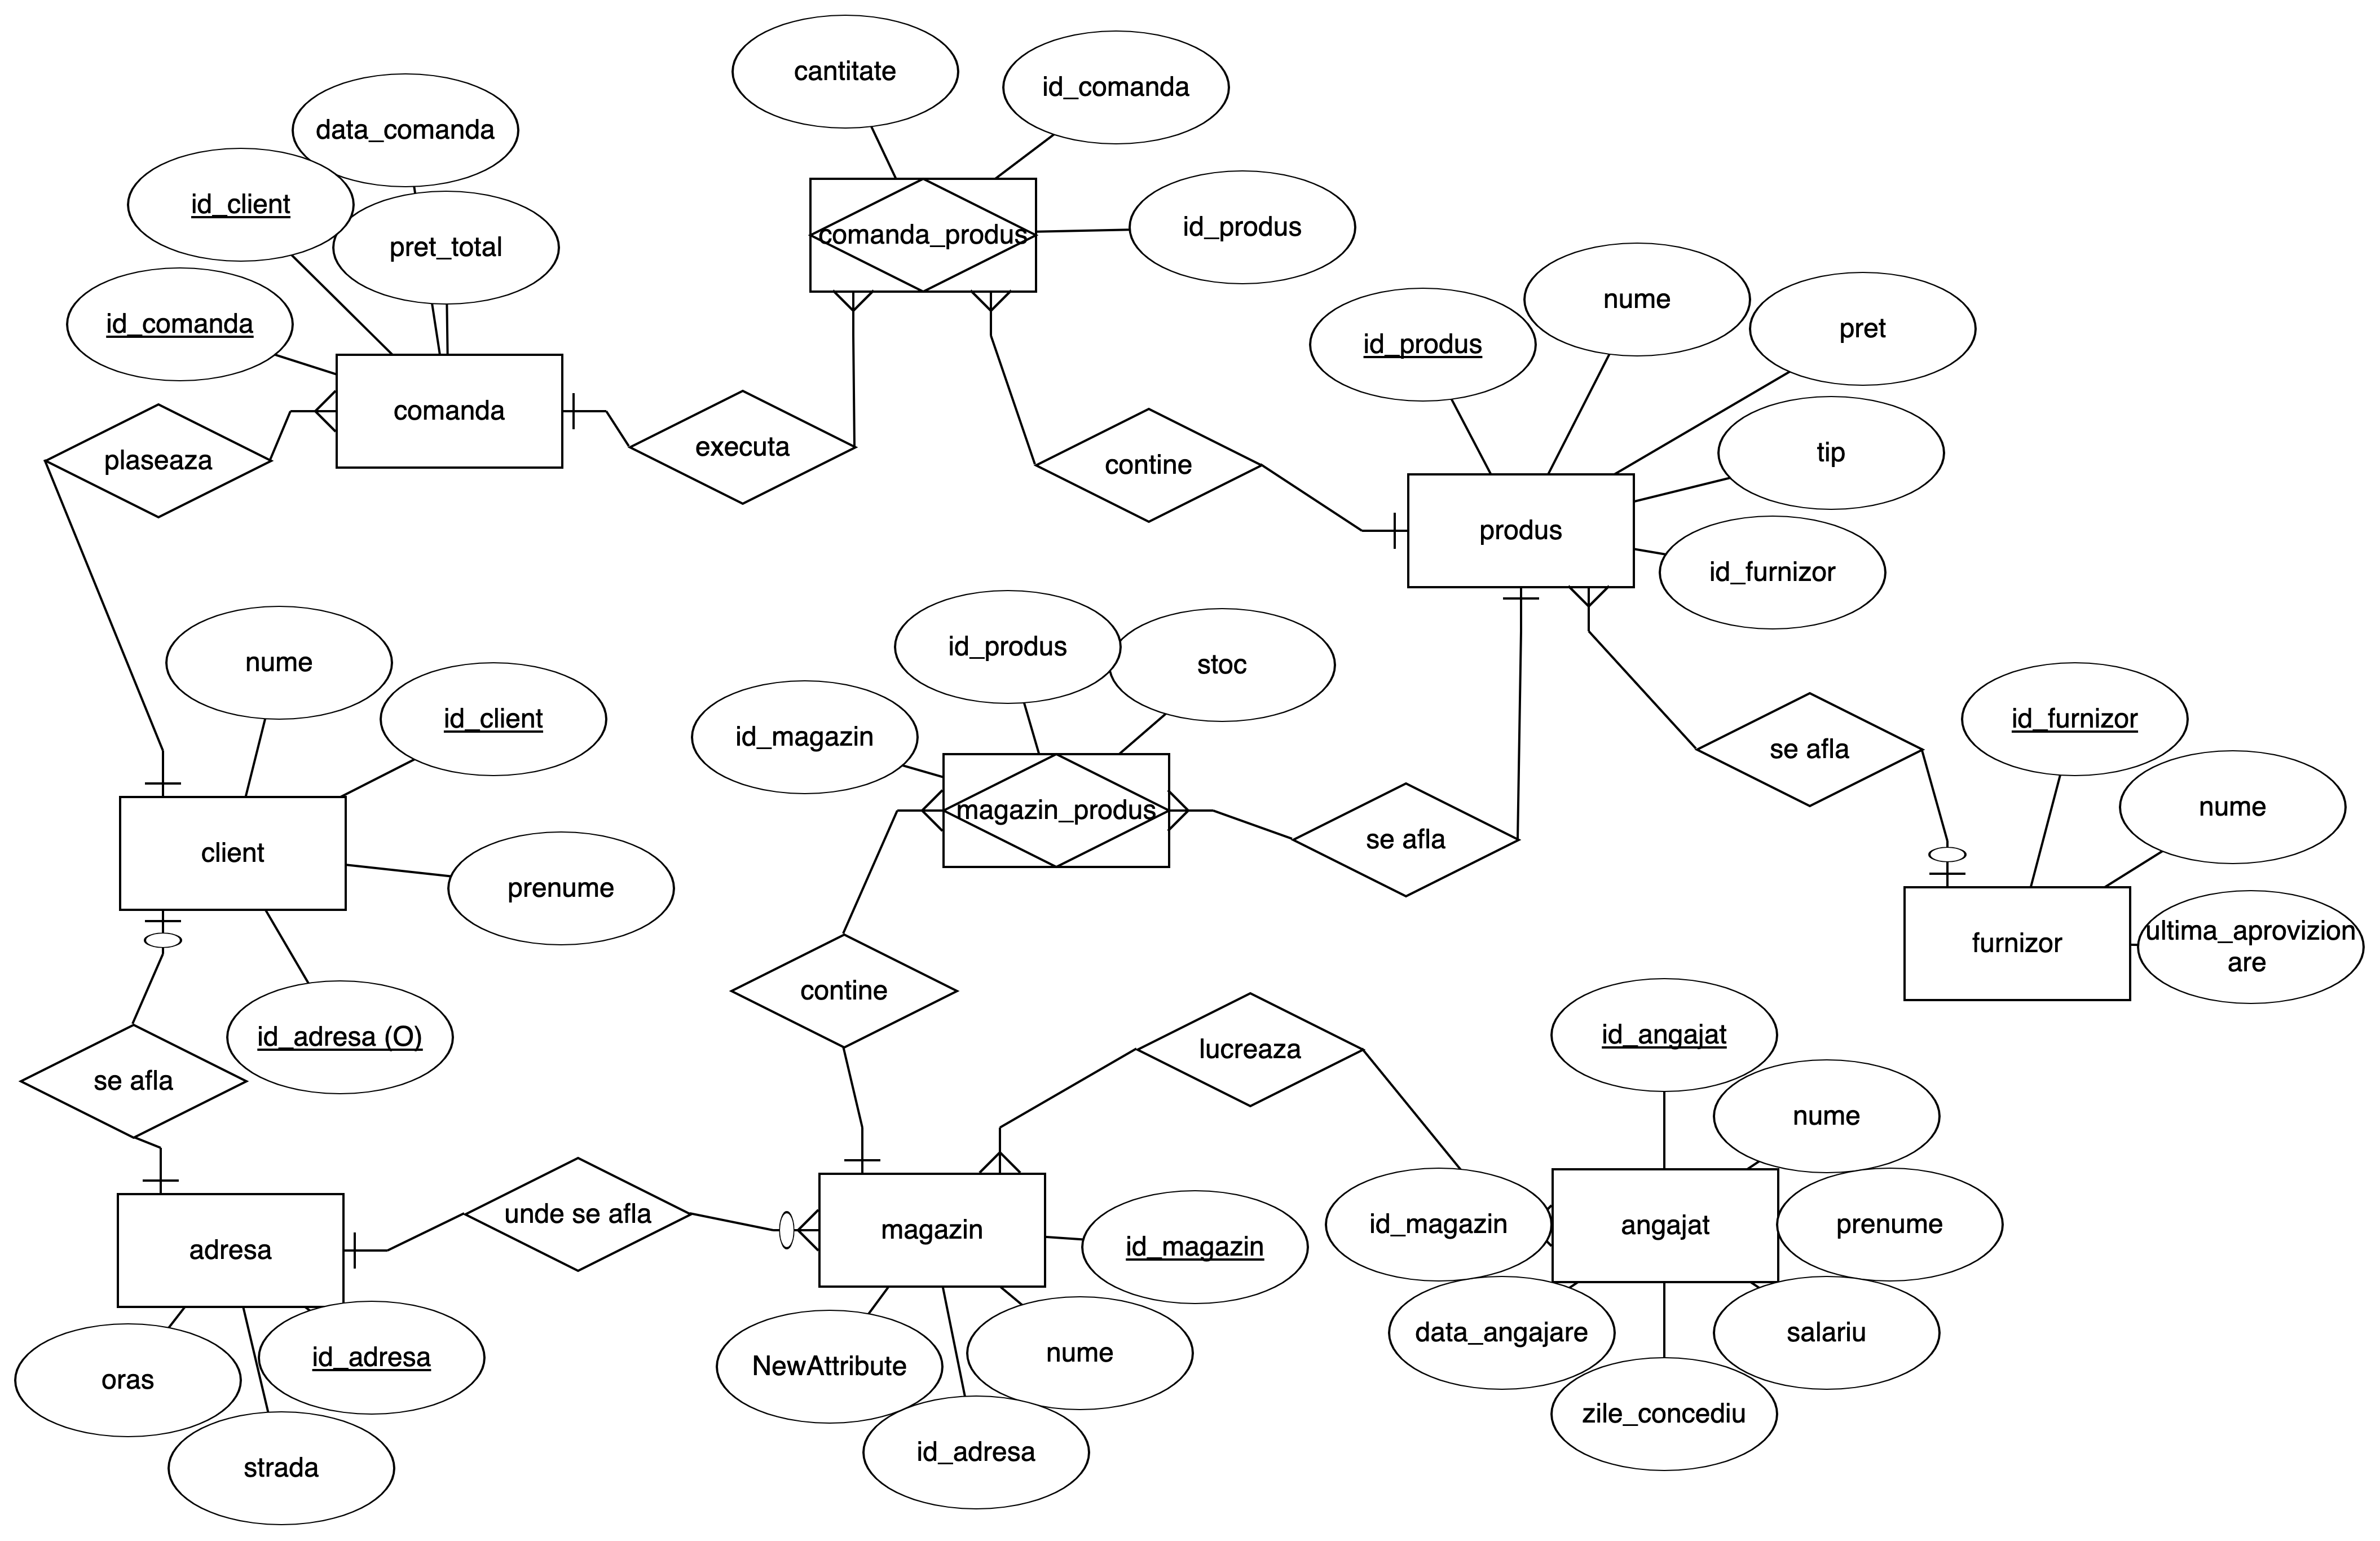 cantitate
id_comanda
data_comanda
id_client
id_produs
comanda_produs
pret_total
nume
id_comanda
pret
id_produs
comanda
tip
executa
plaseaza
contine
produs
id_furnizor
id_produs
nume
stoc
id_client
id_furnizor
id_magazin
se afla
nume
magazin_produs
se afla
client
prenume
ultima_aprovizion
are
furnizor
contine
id_adresa (O)
id_angajat
lucreaza
se afla
nume
unde se afla
id_magazin
angajat
prenume
magazin
id_magazin
adresa
data_angajare
salariu
nume
id_adresa
NewAttribute
oras
zile_concediu
id_adresa
strada